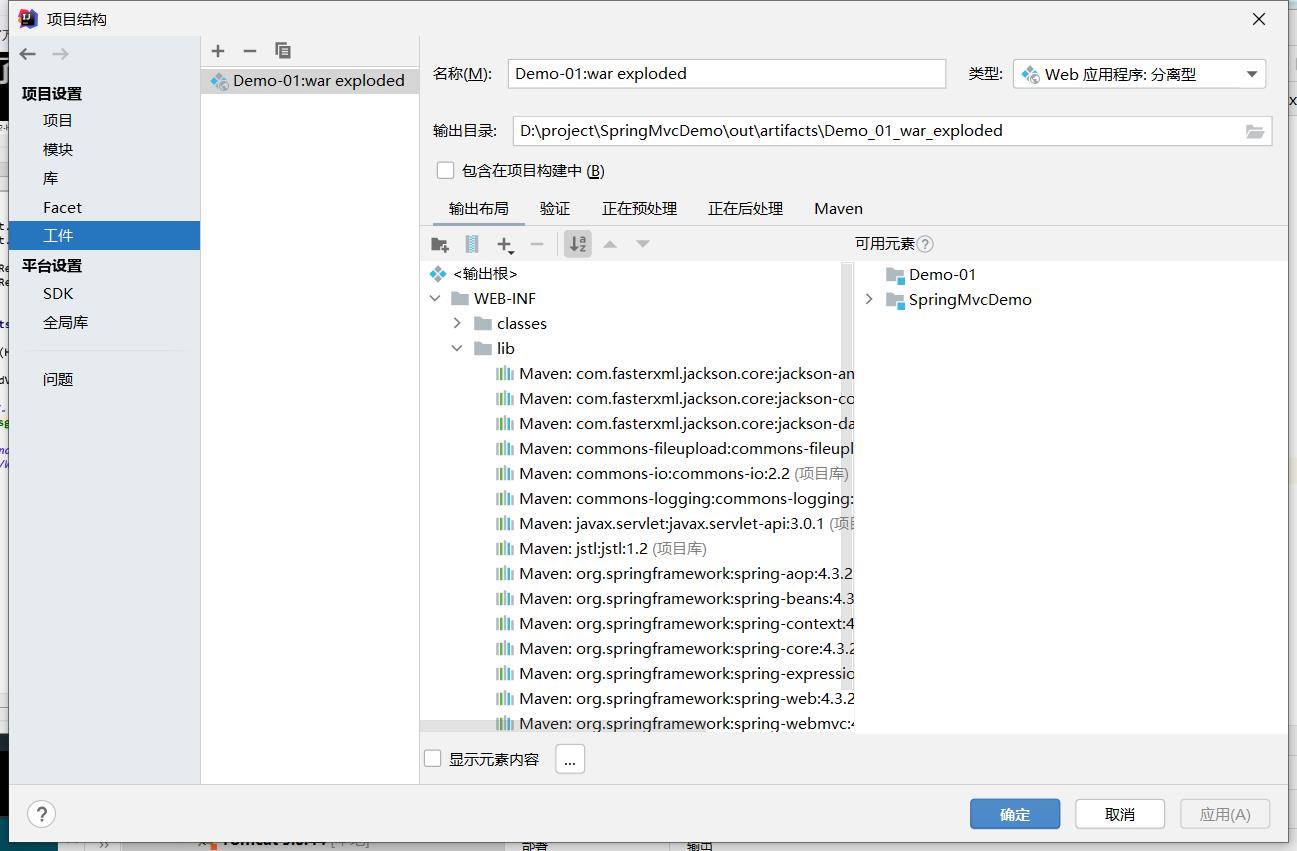 项目结构
项目设置
项目
模块
库
Facet
工件
平台设置
SDK
全局库
问题
Demo-01:war exploded
名称(M):
Demo-01:war exploded
类型:
Web 应用程序: 分离型
输出目录:
D:\project\SpringMvcDemo\out\artifacts\Demo_01_war_exploded
包含在项目构建中 (B)
输出布局 验证 正在预处理 正在后处理 Maven
可用元素
<输出根>
WEB-INF
classes
lib
Maven: com.fasterxml.jackson.core:jackson-an
Maven: com.fasterxml.jackson.core:jackson-co
Maven: com.fasterxml.jackson.core:jackson-da
Maven: commons-fileupload:commons-fileupl
Maven: commons-io:commons-io:2.2 (项目库)
Maven: commons-logging:commons-logging:
Maven: javax.servlet:javax.servlet-api:3.0.1 (项
Maven: jstl:jstl:1.2 (项目库)
Maven: org.springframework:spring-aop:4.3.2
Maven: org.springframework:spring-beans:4.3
Maven: org.springframework:spring-context:4
Maven: org.springframework:spring-core:4.3.2
Maven: org.springframework:spring-expressio
Maven: org.springframework:spring-web:4.3.2
Maven: org.springframework:spring-webmvc:4
Demo-01
SpringMvcDemo
显示元素内容
...
确定
取消
应用(A)
部署
输出